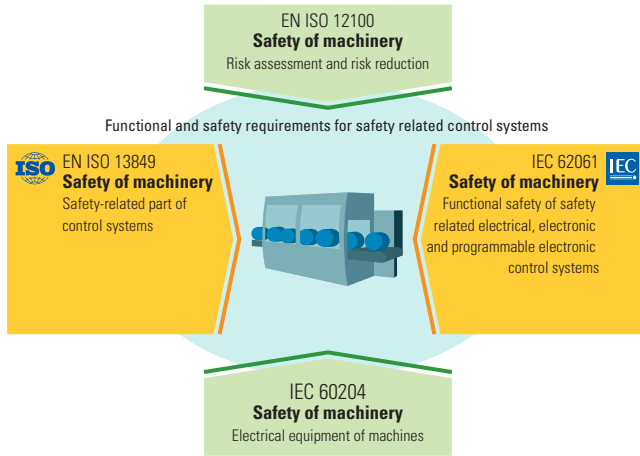 EN ISO 12100
Safety of machinery
Risk assessment and risk reduction
Functional and safety requirements for safety related control systems
ISO
EN ISO 13849
Safety of machinery
Safety-related part of
control systems
IEC 62061
IEC
Safety of machinery
Functional safety of safety
related electrical, electronic
and programmable electronic
control systems
IEC 60204
Safety of machinery
Electrical equipment of machines